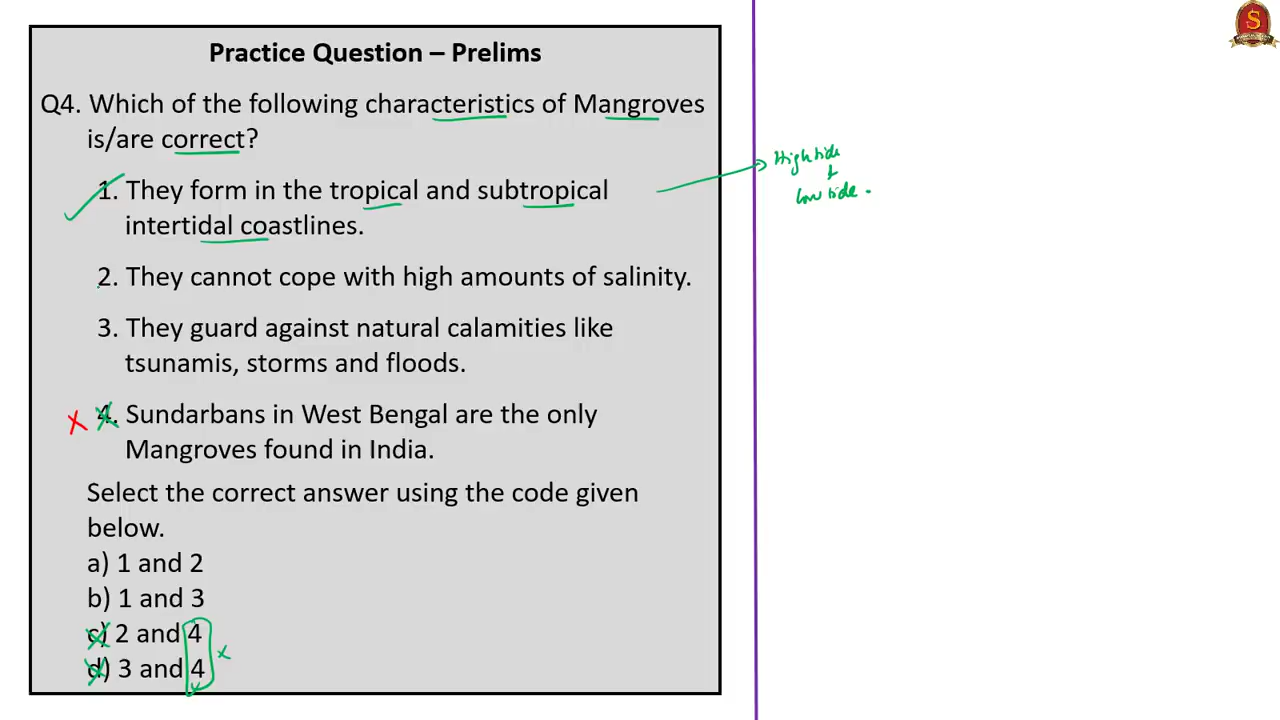 Practice Question – Prelims
Q4. Which of the following characteristics of Mangroves
is/are correct?
1. They form in the tropical and subtropical
intertidal coastlines.
High tide
+
Low tide.
2. They cannot cope with high amounts of salinity.
3. They guard against natural calamities like
tsunamis, storms and floods.
4. Sundarbans in West Bengal are the only
Mangroves found in India.
Select the correct answer using the code given
below.
a) 1 and 2
b) 1 and 3
c) 2 and 4
d) 3 and 4
S